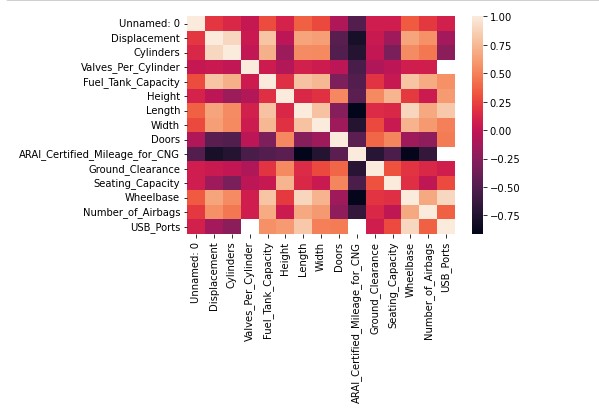 Unnamed: 0
Displacement
Cylinders
Valves_Per_Cylinder
Fuel_Tank_Capacity
Height
Length
Width
Doors
ARAI_Certified_Mileage_for_CNG
Ground_Clearance
Seating_Capacity
Wheelbase
Number_of_Airbags
USB_Ports
1.00
0.75
0.50
0.25
0.00
−0.25
−0.50
−0.75
Unnamed: 0
Displacement
Cylinders
Valves_Per_Cylinder
Fuel_Tank_Capacity
Height
Length
Width
Doors
ARAI_Certified_Mileage_for_CNG
Ground_Clearance
Seating_Capacity
Wheelbase
Number_of_Airbags
USB_Ports